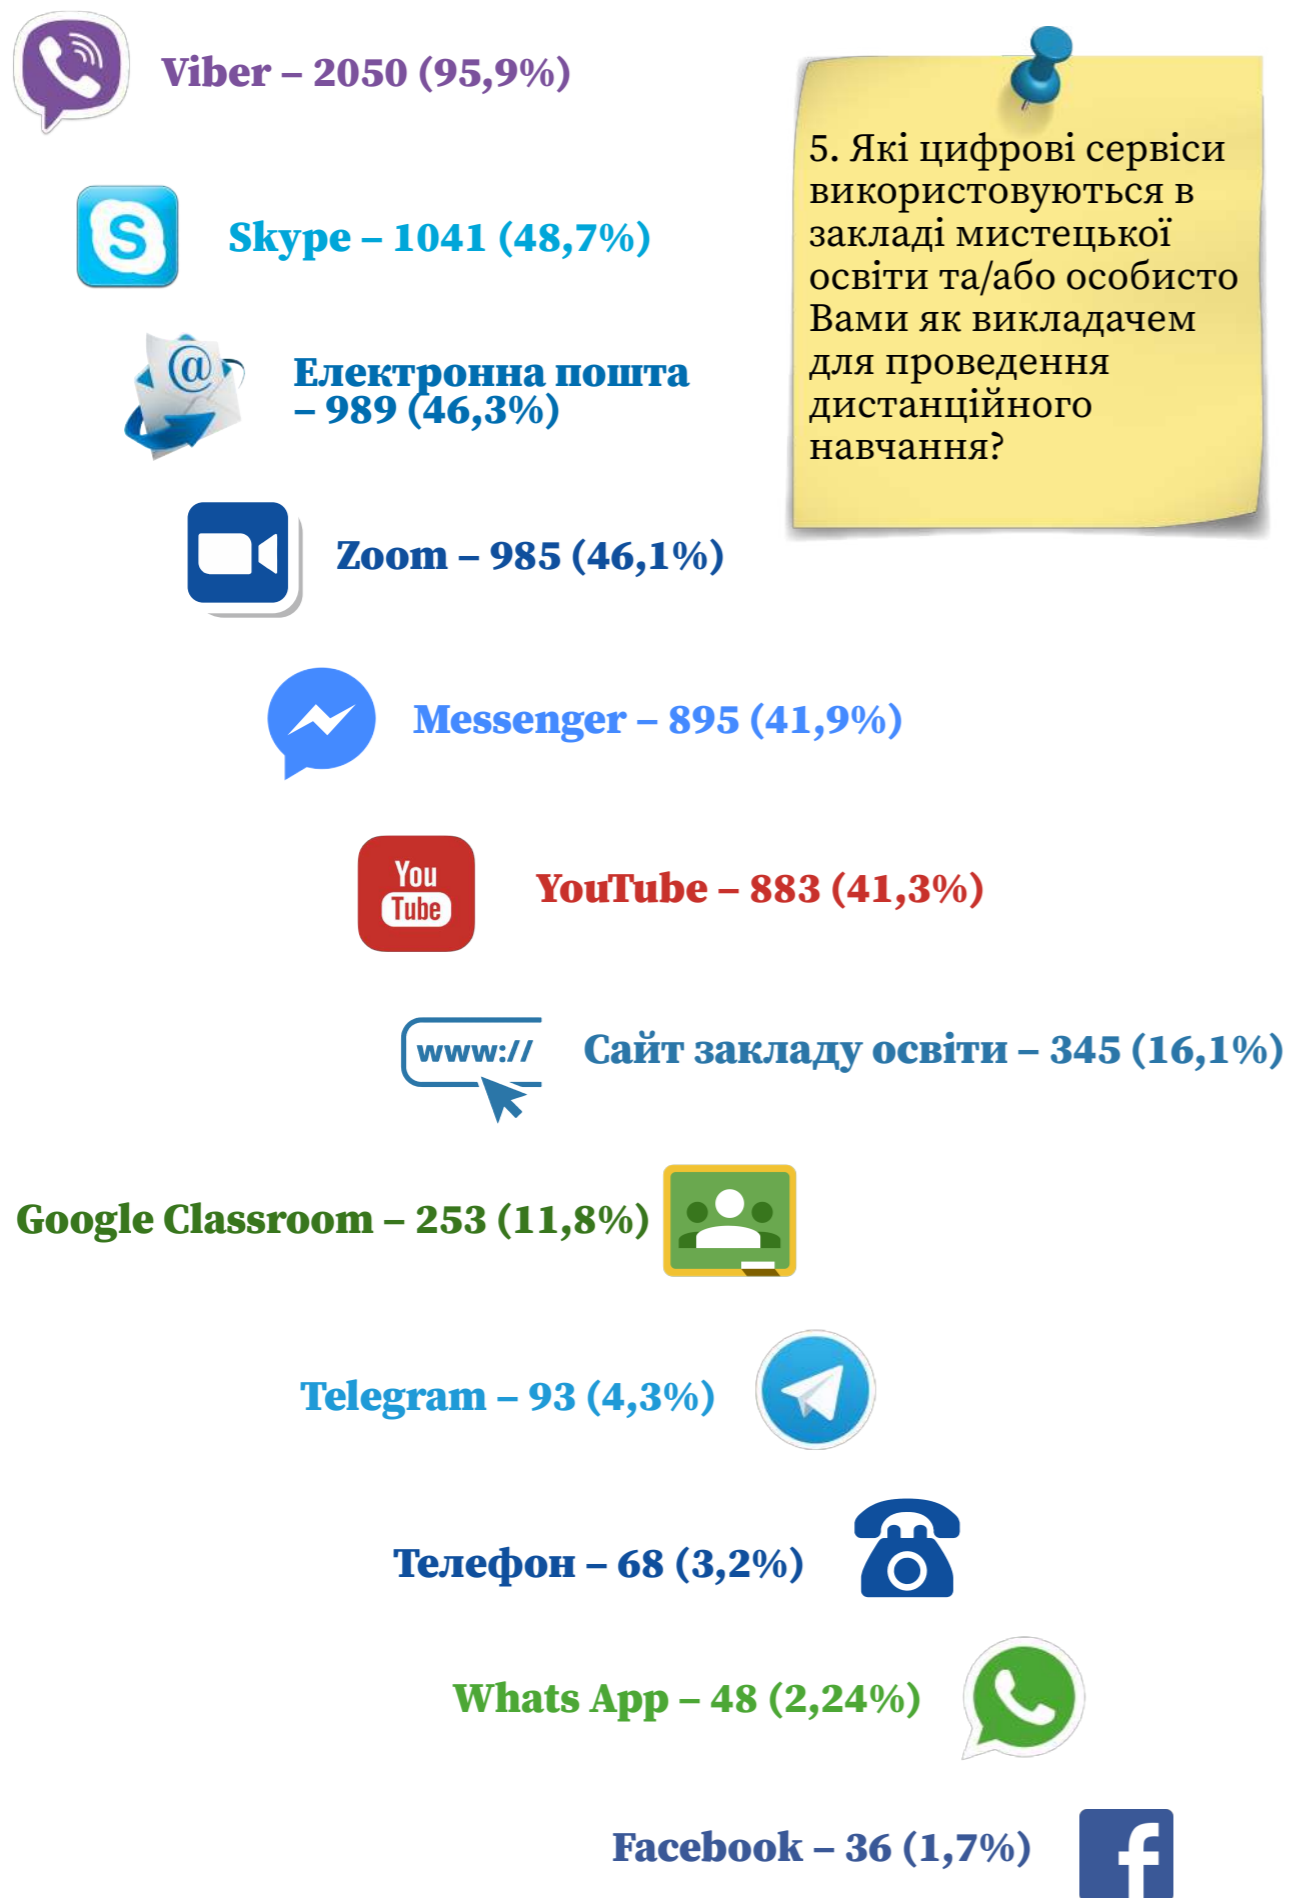 Viber – 2050 (95,9%)
5. Які цифрові сервіси
використовуються в
закладі мистецької
освіти та/або особисто
Вами як викладачем
для проведення
дистанційного
навчання?
S
Skype – 1041 (48,7%)
@
Електронна пошта
– 989 (46,3%)
Zoom – 985 (46,1%)
Messenger – 895 (41,9%)
You
Tube
YouTube – 883 (41,3%)
www://
Сайт закладу освіти – 345 (16,1%)
Google Classroom – 253 (11,8%)
Telegram – 93 (4,3%)
Телефон – 68 (3,2%)
Whats App – 48 (2,24%)
Facebook – 36 (1,7%)
f